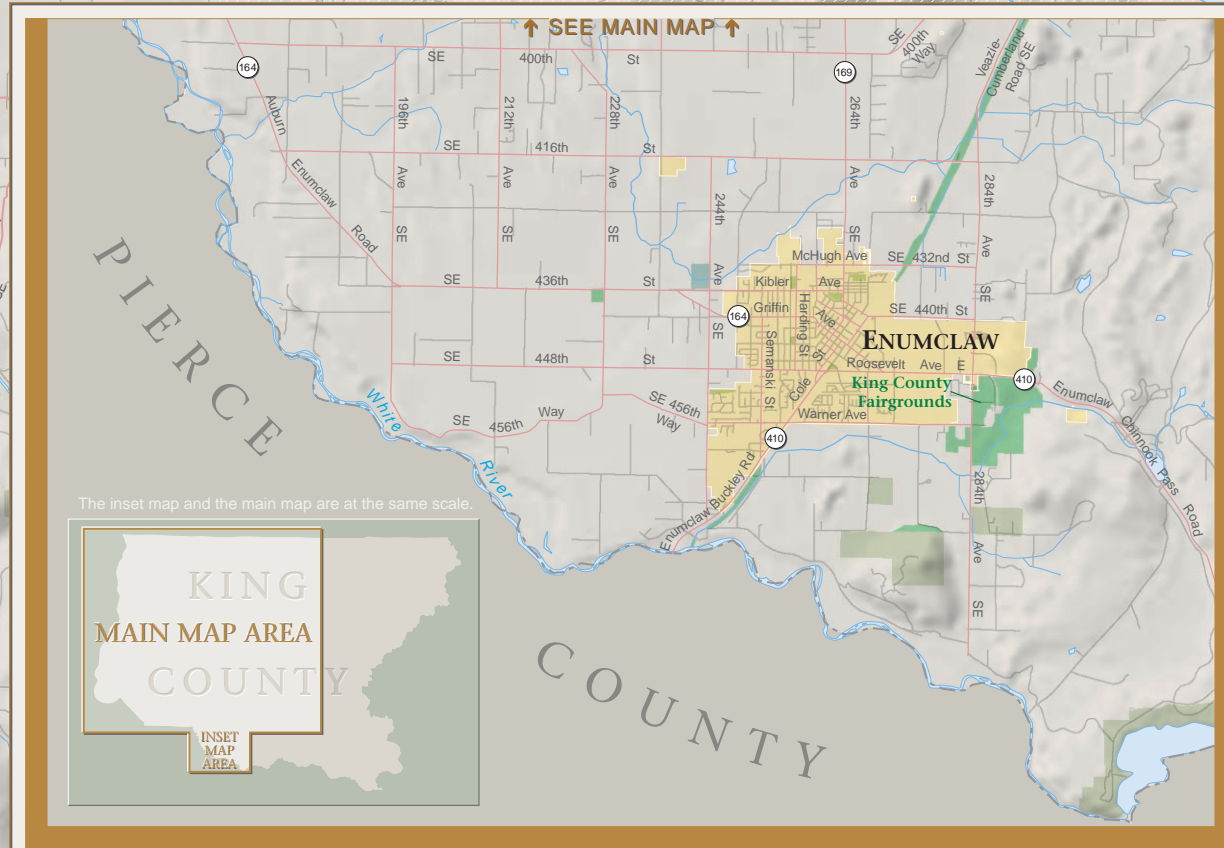 ↑ SEE MAIN MAP ↑
SE 400th St
SE 400th Way
164
169
Veazie-
Cumberland
Road SE
Auburn
Enumclaw
Road
196th Ave SE
212th Ave SE
228th Ave SE
244th Ave SE
264th Ave SE
284th Ave SE
SE 416th St
McHugh Ave
SE 432nd St
SE 436th St
Kibler Ave
164
Griffin Ave
SE 440th St
Harding St
Semanski St
Cole St
ENUMCLAW
SE 448th St
Roosevelt Ave E
King County
Fairgrounds
410
Enumclaw
Chinnook Pass
Road
SE 456th
Way
Warner Ave
SE 456th Way
410
Enumclaw Buckley Rd
284th Ave SE
White
River
PIERCE
COUNTY
The inset map and the main map are at the same scale.
KING
MAIN MAP AREA
COUNTY
INSET
MAP
AREA